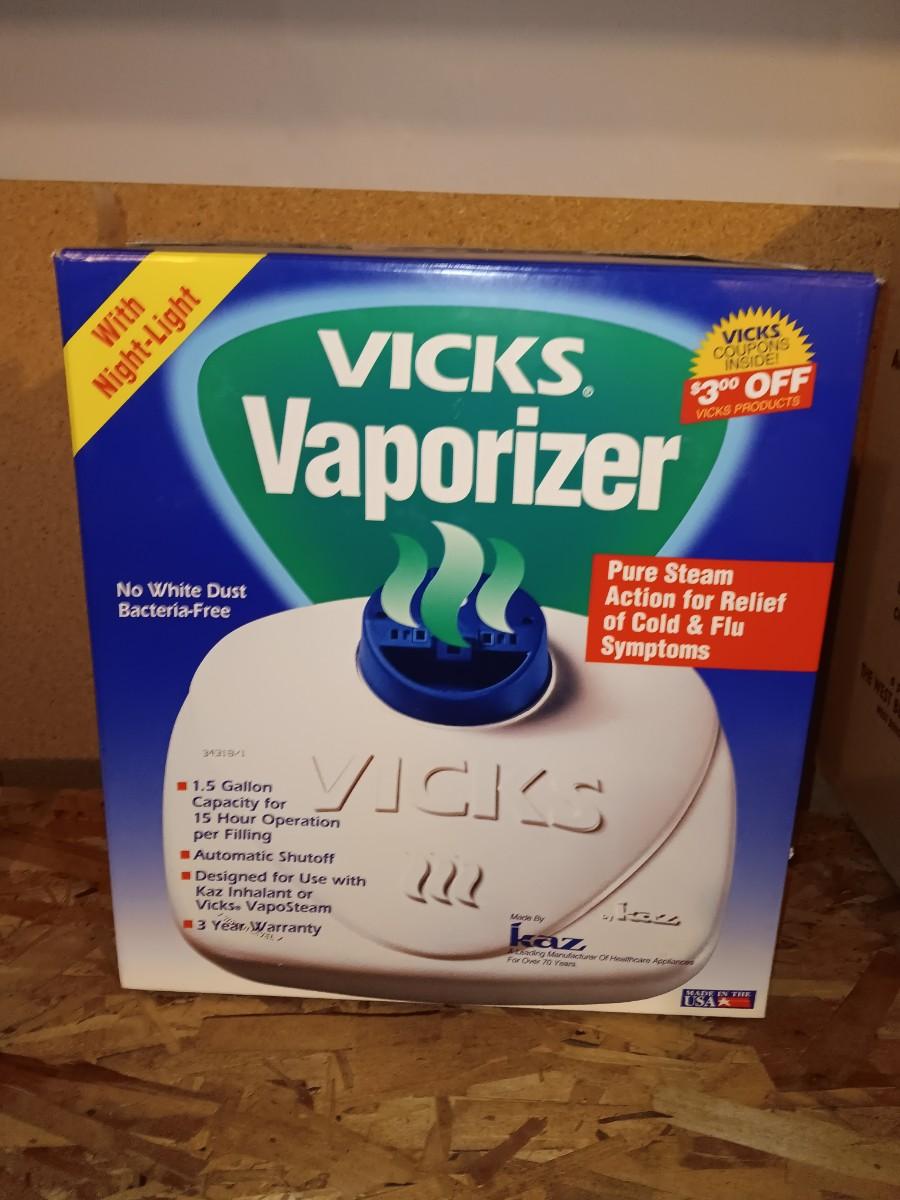 With
Night-Light
VICKS®
Vaporizer
VICKS
COUPONS
INSIDE!
$3.00 OFF
VICKS PRODUCTS
No White Dust
Bacteria-Free
Pure Steam
Action for Relief
of Cold & Flu
Symptoms
VICKS
1.5 Gallon
Capacity for
15 Hour Operation
per Filling
Automatic Shutoff
Designed for Use with
Kaz Inhalant or
Vicks® VapoSteam
3 Year Warranty
Made By
kaz
A Leading Manufacturer Of Healthcare Appliances
For Over 70 Years
kaz
MADE IN THE
USA